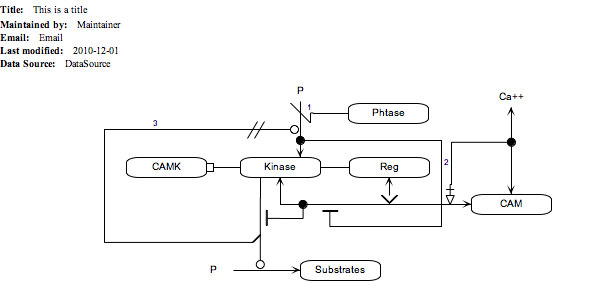 Title: This is a title
Maintained by: Maintainer
Email: Email
Last modified: 2010-12-01
Data Source: DataSource
P
Ca++
1
Phtase
3
2
CAMK
Kinase
Reg
CAM
P
Substrates